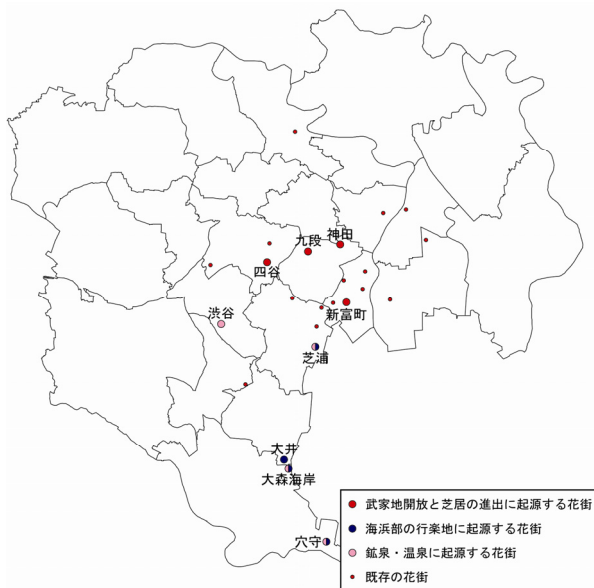 神田
九段
四谷
新富町
渋谷
芝浦
大井
大森海岸
穴守
武家地開放と芝居の進出に起源する花街
海浜部の行楽地に起源する花街
鉱泉・温泉に起源する花街
既存の花街